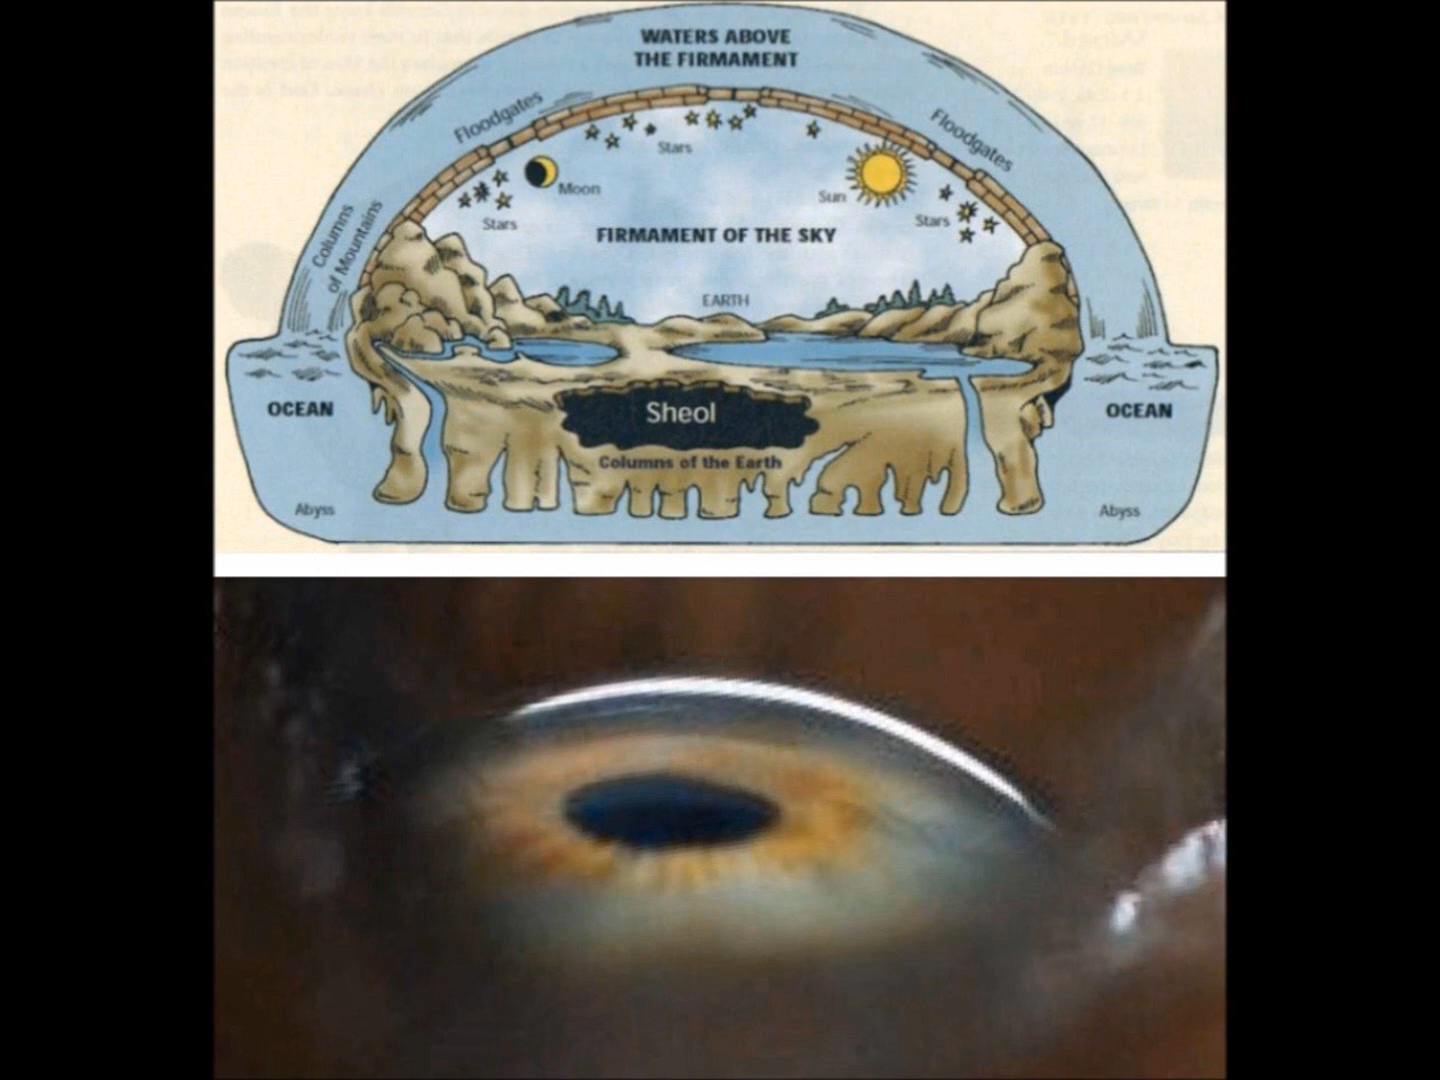 WATERS ABOVE
THE FIRMAMENT
Floodgates
Floodgates
Stars
Moon
Sun
Stars
Stars
Columns
of Mountains
FIRMAMENT OF THE SKY
EARTH
OCEAN
Sheol
OCEAN
Columns of the Earth
Abyss
Abyss